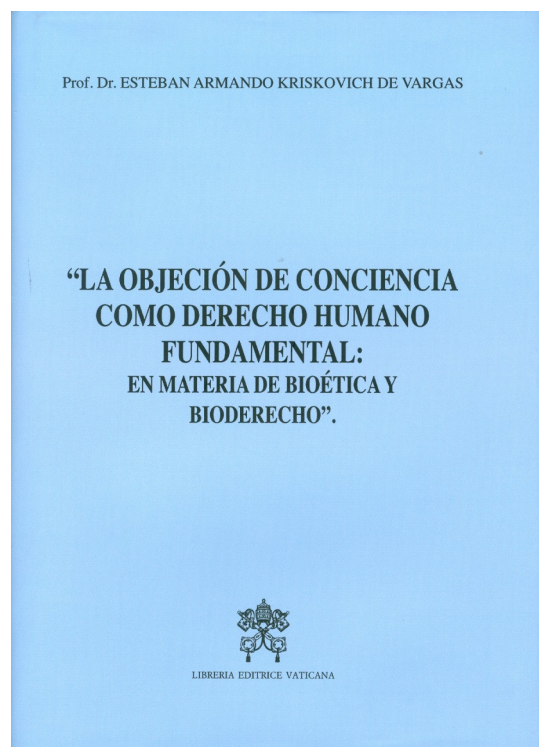 Prof. Dr. ESTEBAN ARMANDO KRISKOVICH DE VARGAS
“LA OBJECIÓN DE CONCIENCIA
COMO DERECHO HUMANO
FUNDAMENTAL:
EN MATERIA DE BIOÉTICA Y
BIODERECHO”.
LIBRERIA EDITRICE VATICANA